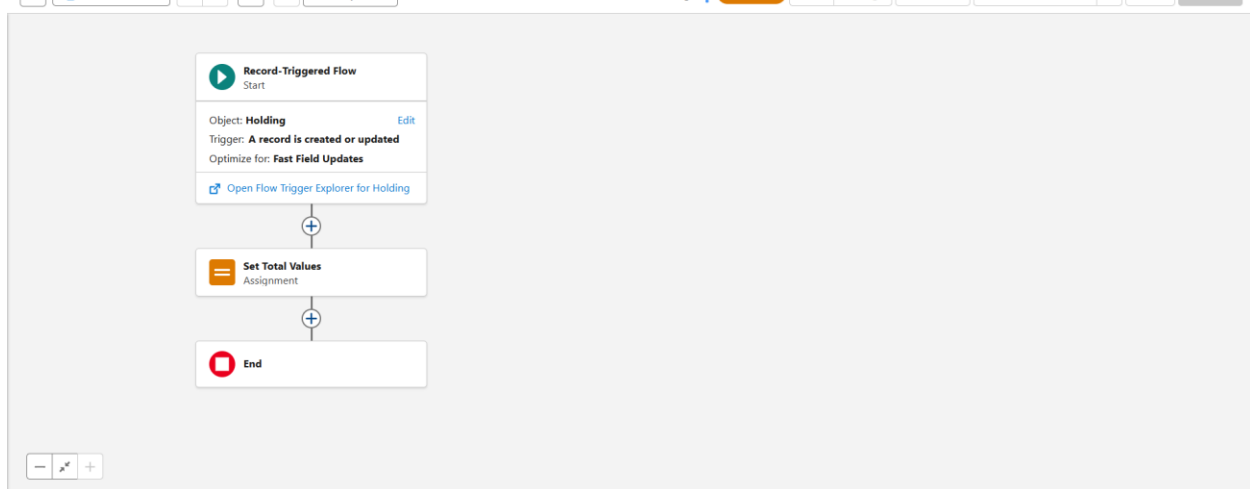 Record-Triggered Flow
Start
Object: Holding Edit
Trigger: A record is created or updated
Optimize for: Fast Field Updates
Open Flow Trigger Explorer for Holding
Set Total Values
Assignment
End